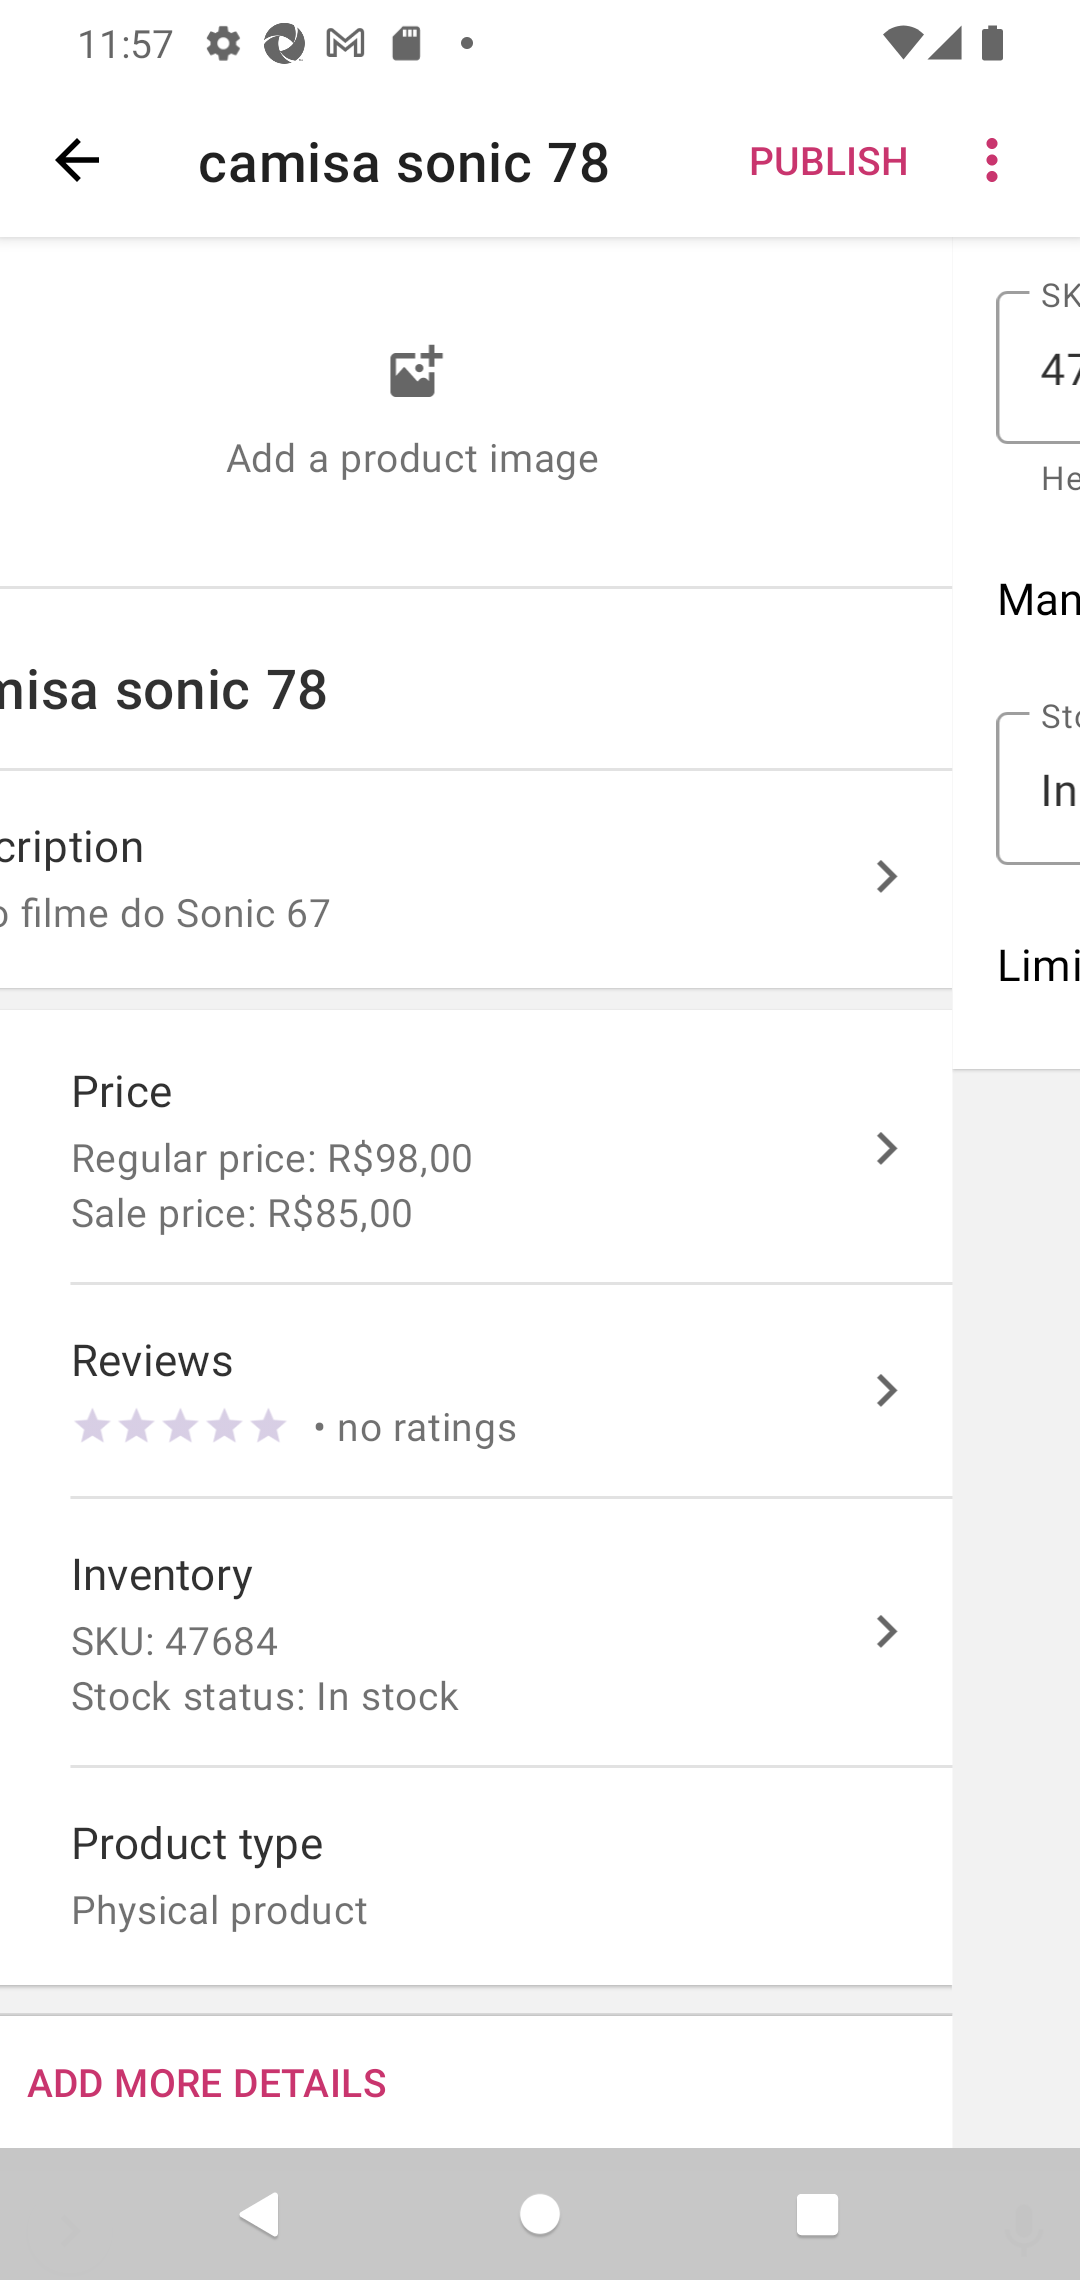 11:57
camisa sonic 78
PUBLISH
Add a product image
misa sonic 78
cription
o filme do Sonic 67
Price
Regular price: R$98,00
Sale price: R$85,00
Reviews
• no ratings
Inventory
SKU: 47684
Stock status: In stock
Product type
Physical product
ADD MORE DETAILS
SK
47
He
Man
Sto
In
Limi